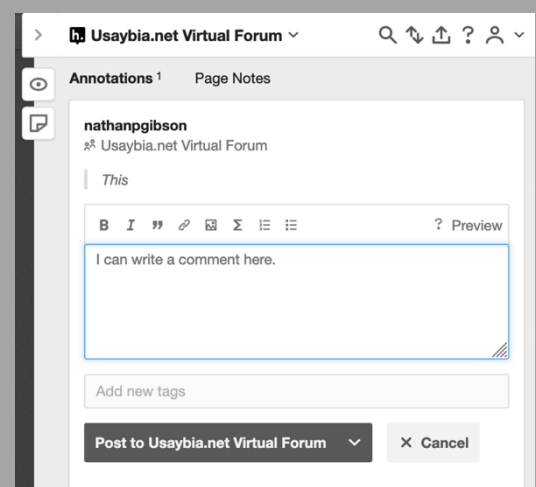 h. Usaybia.net Virtual Forum
Annotations 1 Page Notes
nathanpgibson
Usaybia.net Virtual Forum
This
B I " Σ ? Preview
I can write a comment here.
Add new tags
Post to Usaybia.net Virtual Forum × Cancel